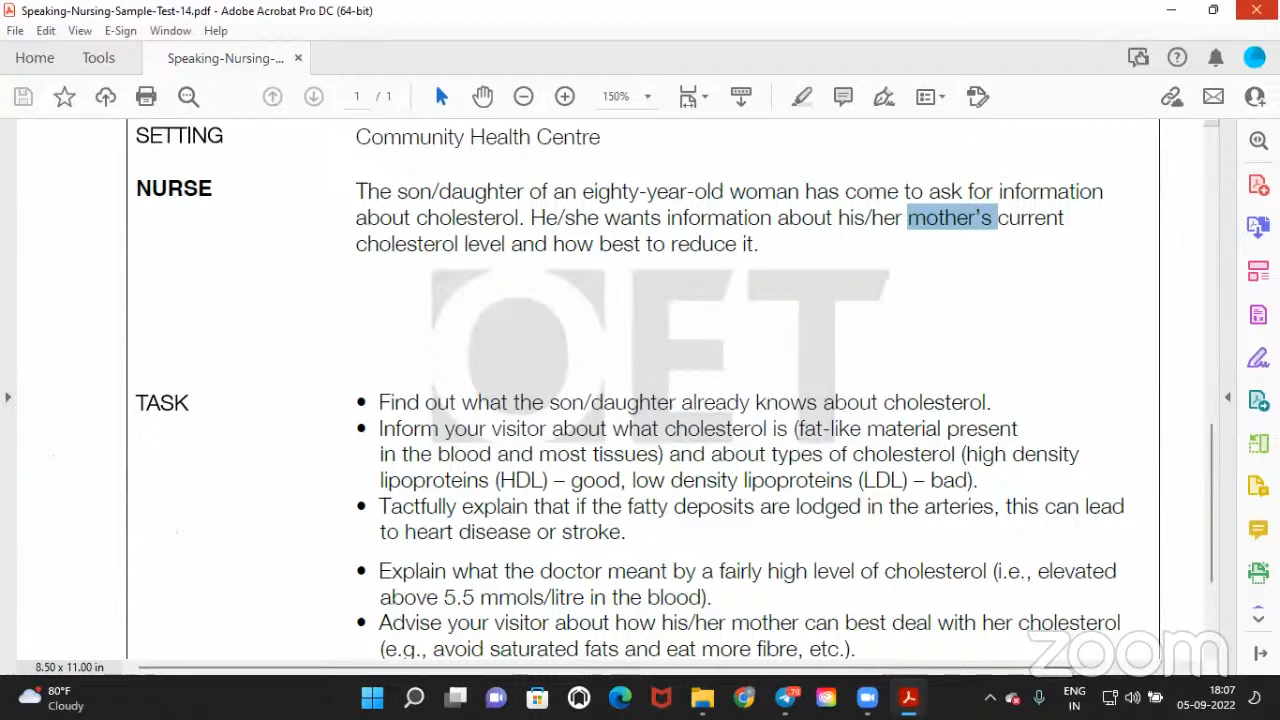 Speaking-Nursing-Sample-Test-14.pdf - Adobe Acrobat Pro DC (64-bit)
File Edit View E-Sign Window Help
Home Tools Speaking-Nursing-... ×
1 / 1 150%
SETTING Community Health Centre
NURSE The son/daughter of an eighty-year-old woman has come to ask for information
about cholesterol. He/she wants information about his/her mother's current
cholesterol level and how best to reduce it.
OET
TASK • Find out what the son/daughter already knows about cholesterol.
• Inform your visitor about what cholesterol is (fat-like material present
in the blood and most tissues) and about types of cholesterol (high density
lipoproteins (HDL) – good, low density lipoproteins (LDL) – bad).
• Tactfully explain that if the fatty deposits are lodged in the arteries, this can lead
to heart disease or stroke.
• Explain what the doctor meant by a fairly high level of cholesterol (i.e., elevated
above 5.5 mmols/litre in the blood).
• Advise your visitor about how his/her mother can best deal with her cholesterol
(e.g., avoid saturated fats and eat more fibre, etc.).
zoom
8.50 x 11.00 in
80°F
Cloudy
ENG
IN
18:07
05-09-2022